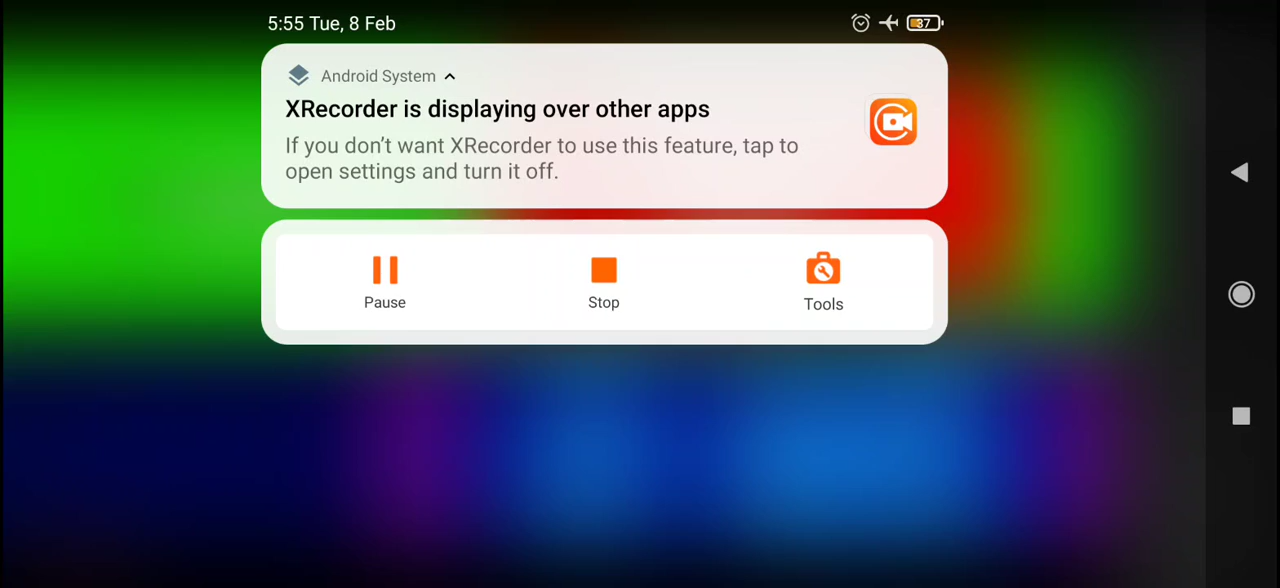 5:55 Tue, 8 Feb
37
Android System
XRecorder is displaying over other apps
If you don’t want XRecorder to use this feature, tap to
open settings and turn it off.
Pause
Stop
Tools